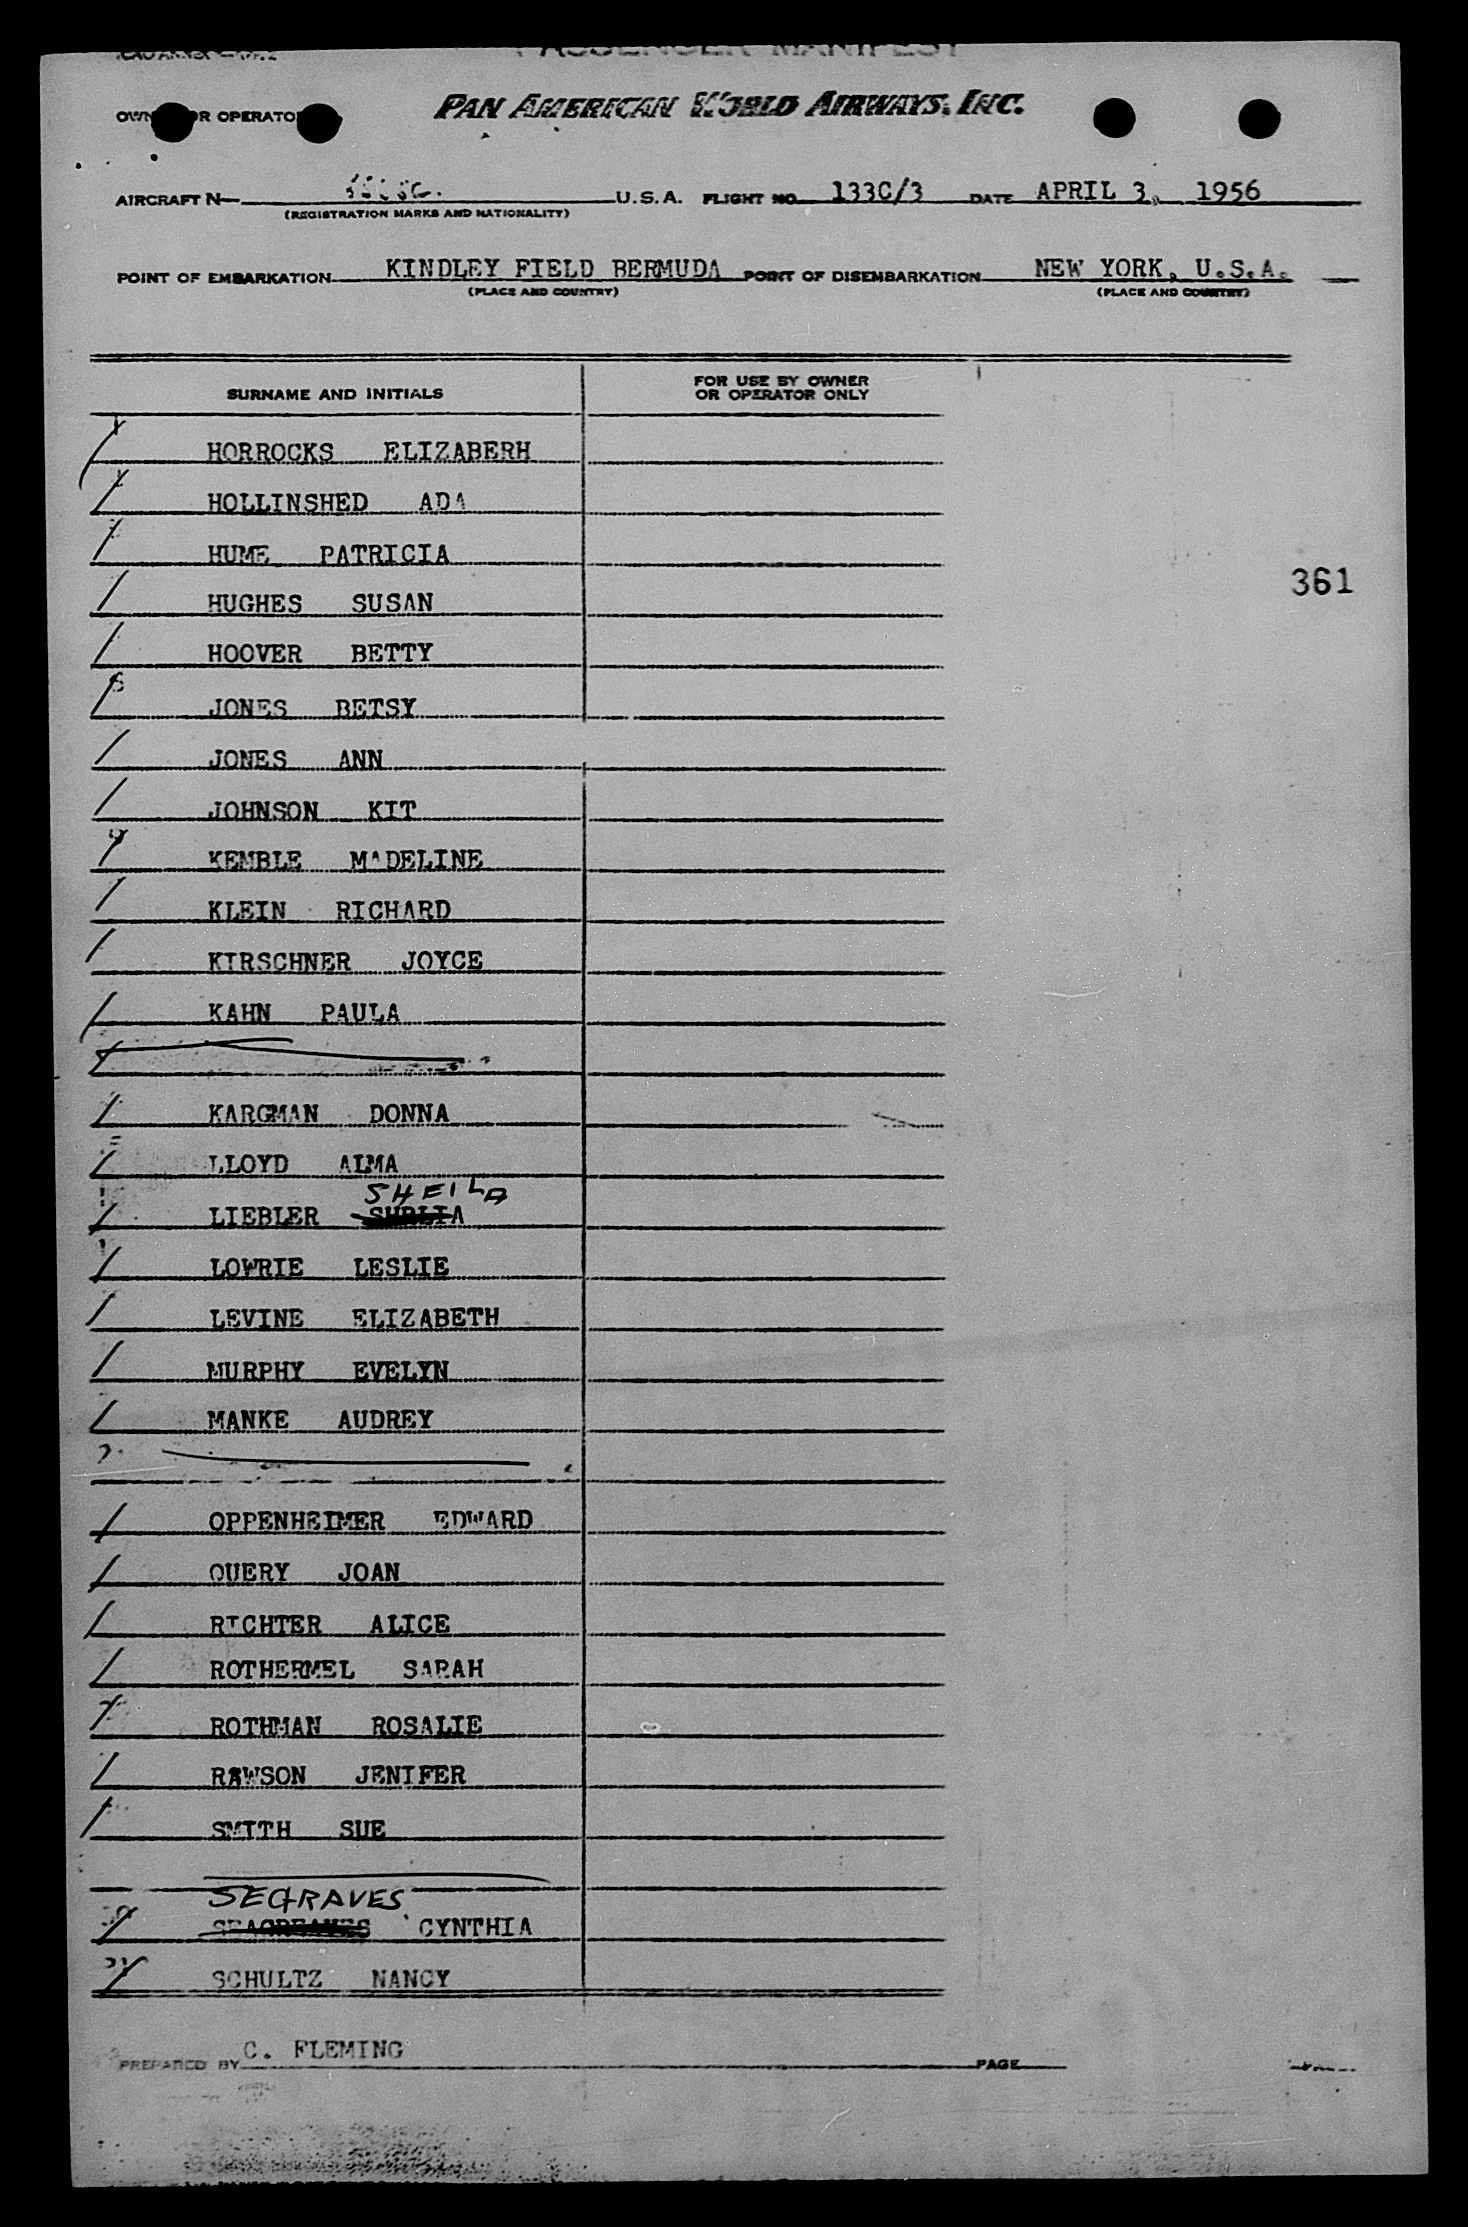 PASSENGER MANIFEST
OWNER OR OPERATOR PAN AMERICAN WORLD AIRWAYS, INC.
AIRCRAFT N— U.S.A. FLIGHT NO. 133C/3 DATE APRIL 3, 1956
(REGISTRATION MARKS AND NATIONALITY)
POINT OF EMBARKATION KINDLEY FIELD BERMUDA POINT OF DISEMBARKATION NEW YORK, U.S.A.
(PLACE AND COUNTRY) (PLACE AND COUNTRY)
SURNAME AND INITIALS FOR USE BY OWNER
OR OPERATOR ONLY
HORROCKS ELIZABERH
HOLLINSHED ADA
HUME PATRICIA
361
HUGHES SUSAN
HOOVER BETTY
JONES BETSY
JONES ANN
JOHNSON KIT
KEMBLE MADELINE
KLEIN RICHARD
KIRSCHNER JOYCE
KAHN PAULA
KARGMAN DONNA
LLOYD ALMA
SHEILA
LIEBLER
LOWRIE LESLIE
LEVINE ELIZABETH
MURPHY EVELYN
MANKE AUDREY
OPPENHEIMER EDWARD
QUERY JOAN
RICHTER ALICE
ROTHERMEL SARAH
ROTHMAN ROSALIE
RAWSON JENIFER
SMITH SUE
SEGRAVES
CYNTHIA
SCHULTZ NANCY
PREPARED BY C. FLEMING PAGE